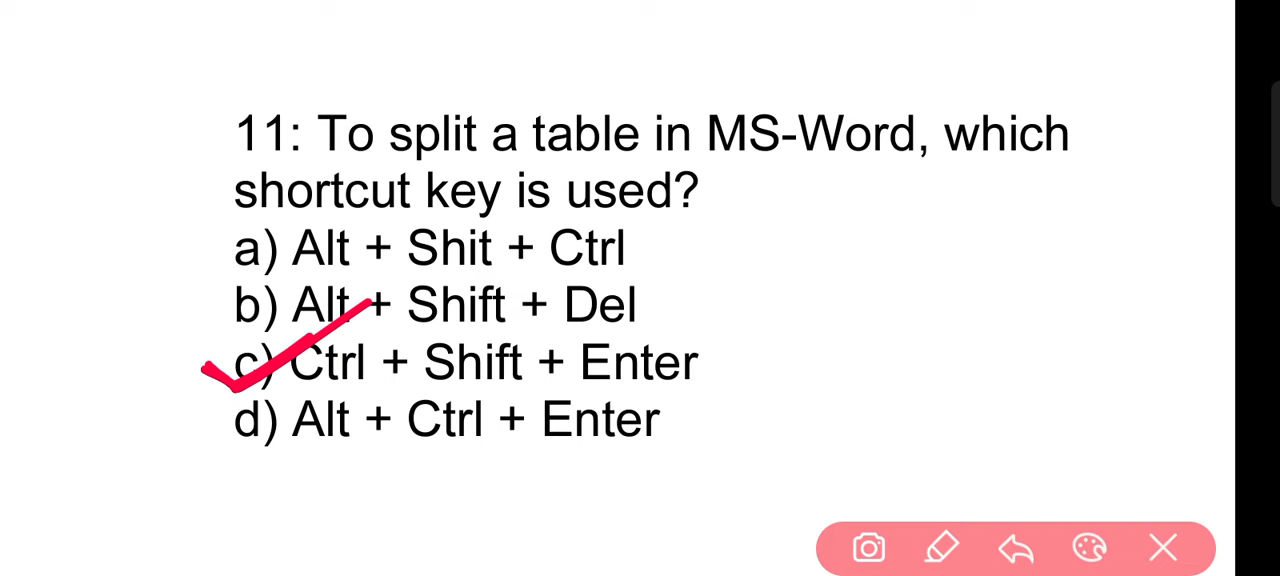 11: To split a table in MS-Word, which
shortcut key is used?
a) Alt + Shit + Ctrl
b) Alt + Shift + Del
c) Ctrl + Shift + Enter
d) Alt + Ctrl + Enter